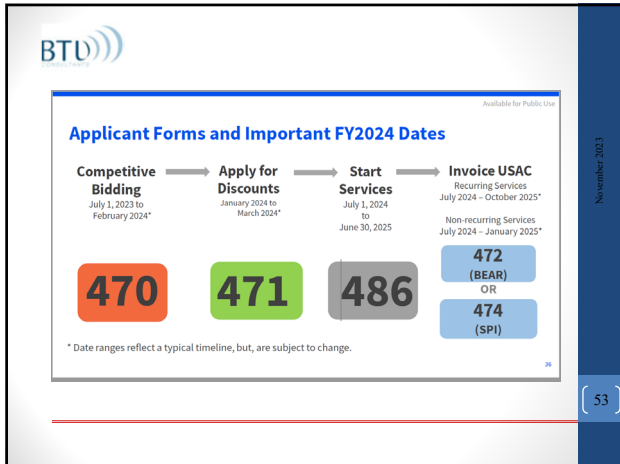 BTU
CONSULTANTS
Available for Public Use
Applicant Forms and Important FY2024 Dates
Competitive
Bidding
July 1, 2023 to
February 2024*
Apply for
Discounts
January 2024 to
March 2024*
Start
Services
July 1, 2024
to
June 30, 2025
Invoice USAC
Recurring Services
July 2024 – October 2025*
Non-recurring Services
July 2024 – January 2025*
470
471
486
472
(BEAR)
OR
474
(SPI)
* Date ranges reflect a typical timeline, but, are subject to change.
36
November 2023
53